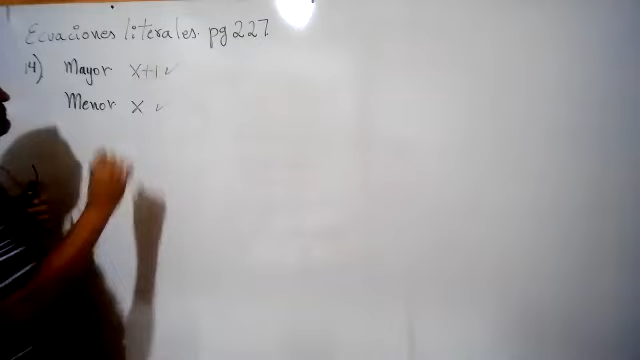 Ecuaciones literales. pg 227
14) Mayor x+1 ✓
Menor x ✓